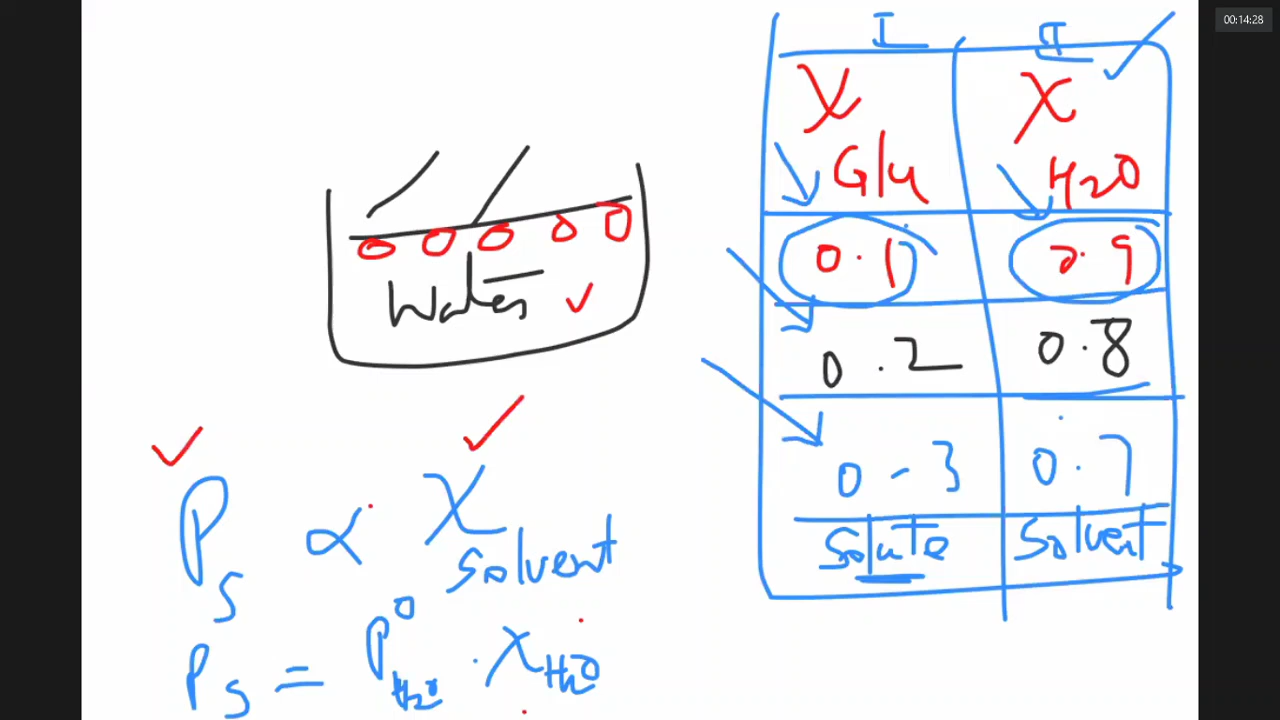 00:14:28
I II
X X
Glu H2O
0.1 0.9
0.2 0.8
0-3 0.7
Solute Solvent
Water
Ps ∝ X Solvent
Ps = P°H2O . XH2O